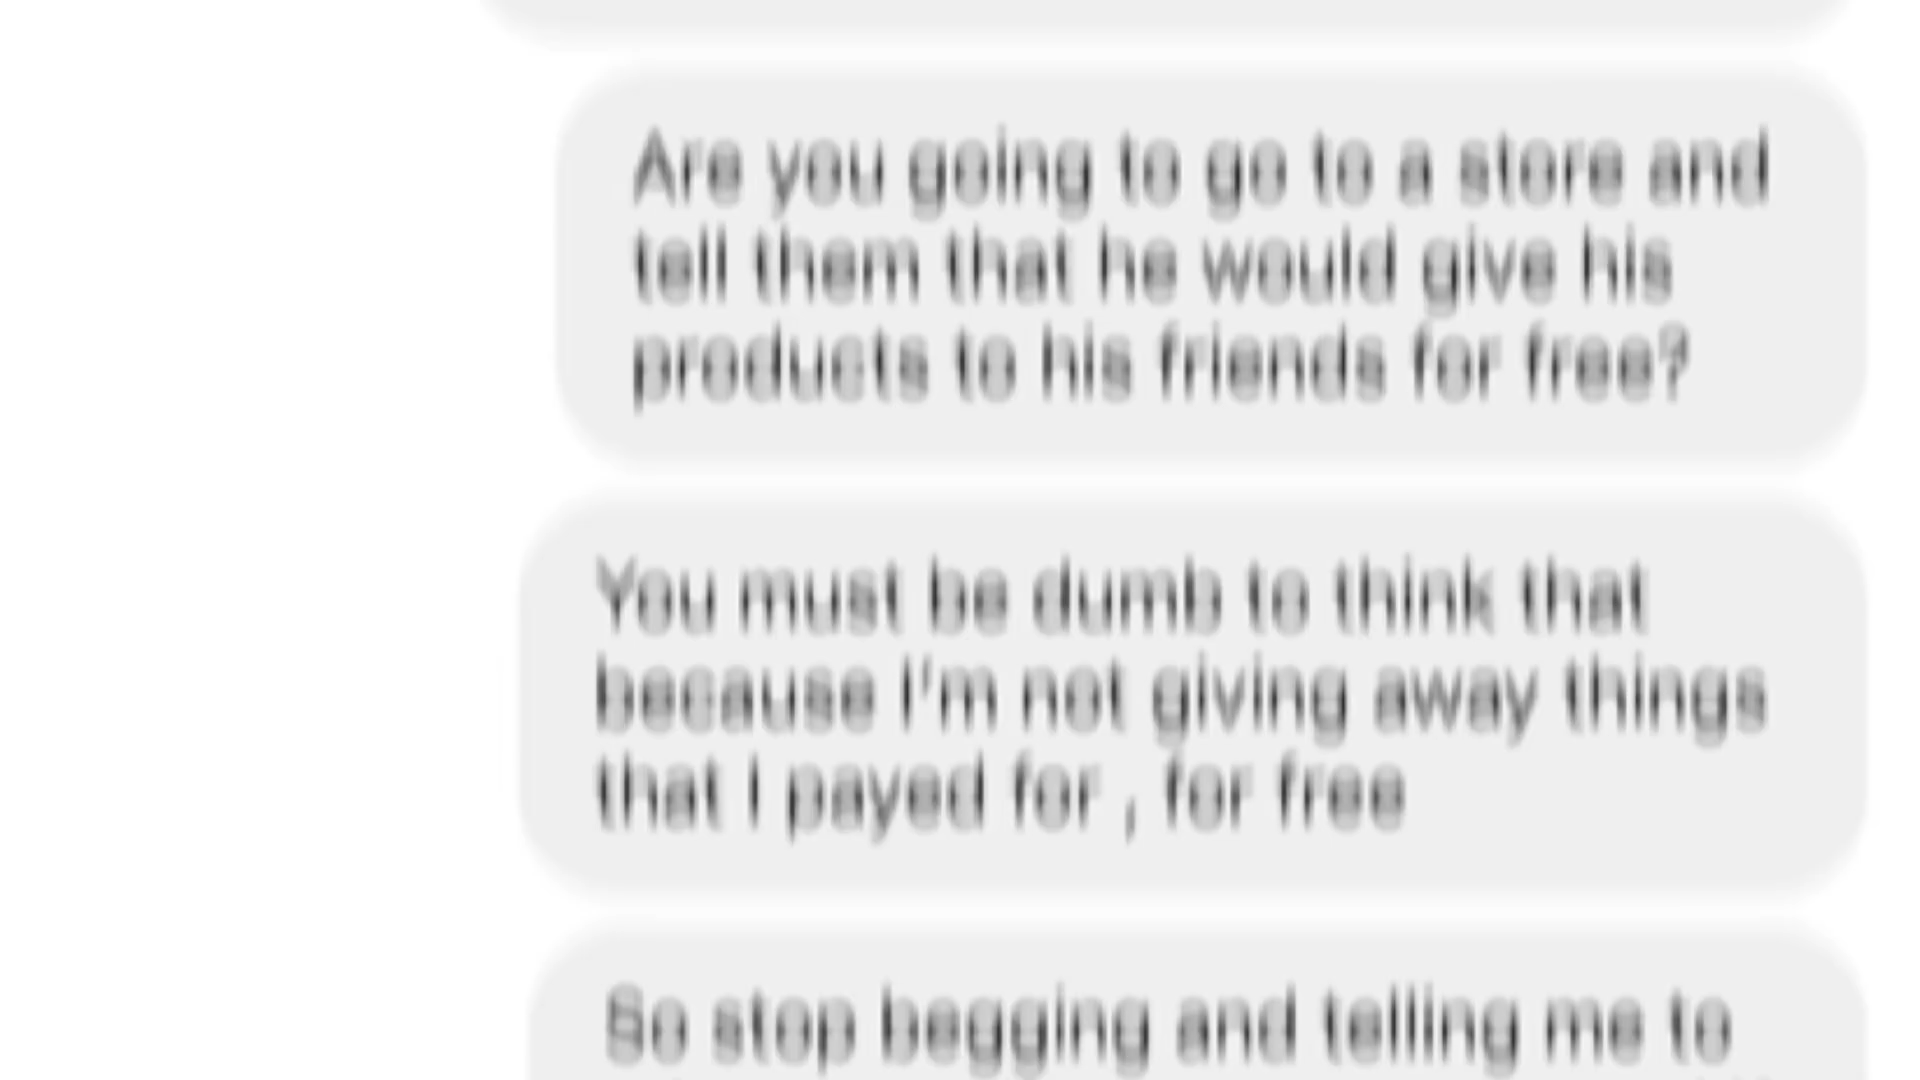 Are you going to go to a store and
tell them that he would give his
products to his friends for free?
You must be dumb to think that
because I'm not giving away things
that I payed for , for free
So stop begging and telling me to